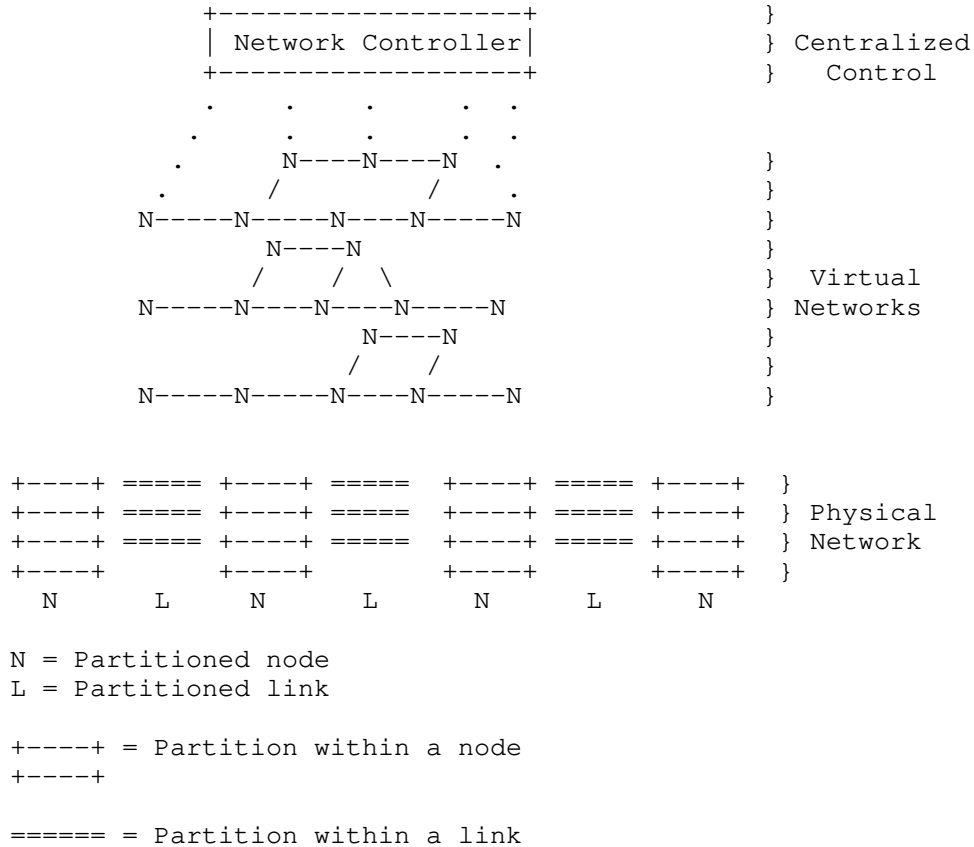 +-------------------+              }
            | Network Controller|              } Centralized
            +-------------------+              }   Control
            .    .    .     .  .
           .     .    .     .  .
          .      N----N----N  .                }
         .      /         /    .               }
        N-----N-----N----N-----N               }
                N----N                         }
               /    /  \                       }  Virtual
        N-----N----N----N-----N                } Networks
                      N----N                   }
                     /    /                    }
        N-----N-----N----N-----N               }
+----+ ===== +----+ =====  +----+ ===== +----+  }
+----+ ===== +----+ =====  +----+ ===== +----+  } Physical
+----+ ===== +----+ =====  +----+ ===== +----+  } Network
+----+       +----+        +----+       +----+  }
  N      L     N      L      N      L     N
N = Partitioned node
L = Partitioned link
+----+ = Partition within a node
+----+
====== = Partition within a link